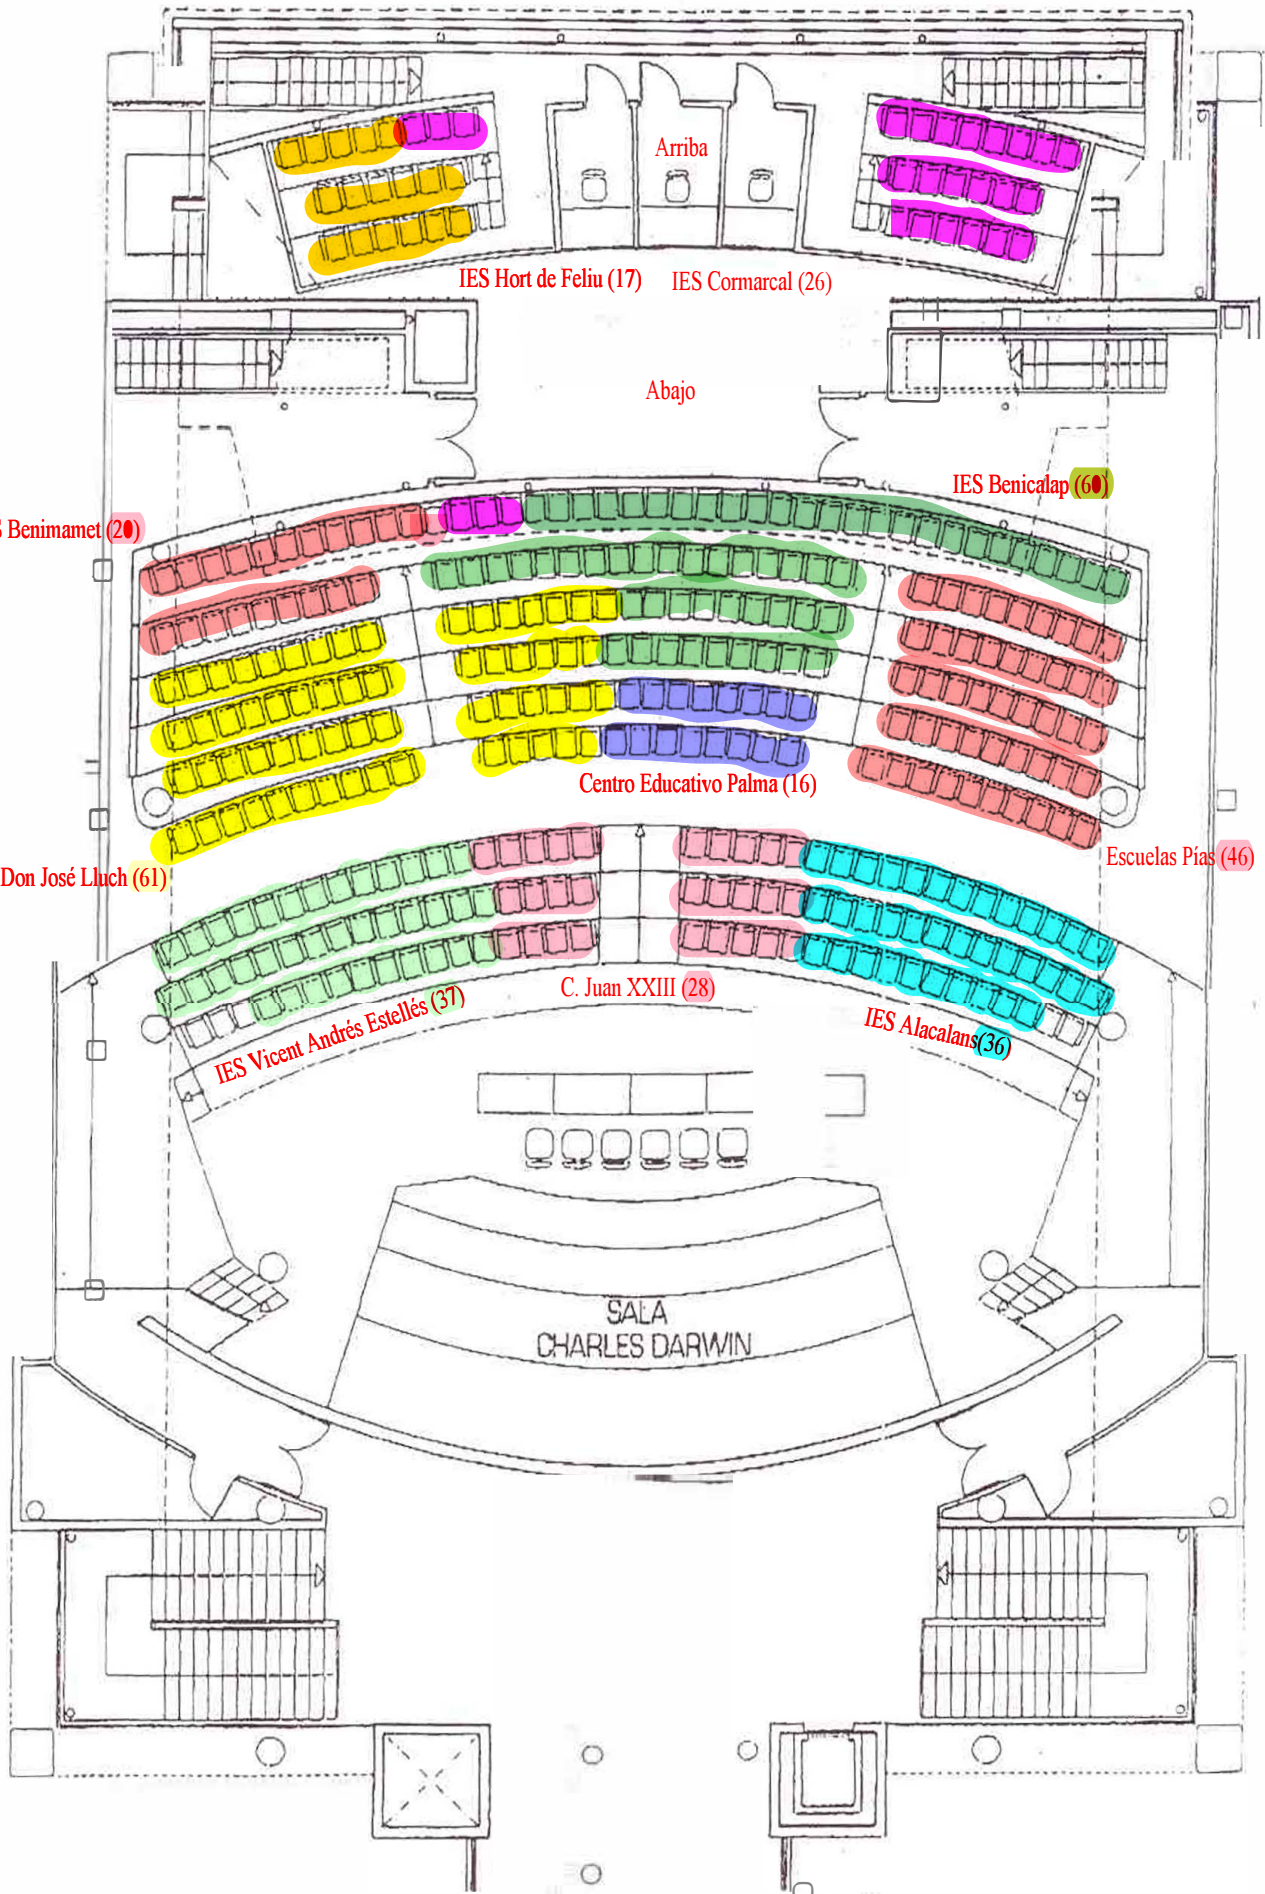 Arriba
IES Hort de Feliu (17)
IES Cormarcal (26)
Abajo
IES Benicalap (60)
S Benimamet (20)
Centro Educativo Palma (16)
Escuelas Pías (46)
Don José Lluch (61)
C. Juan XXIII (28)
IES Vicent Andrés Estellés (37)
IES Alacalans(36)
SALA
CHARLES DARWIN